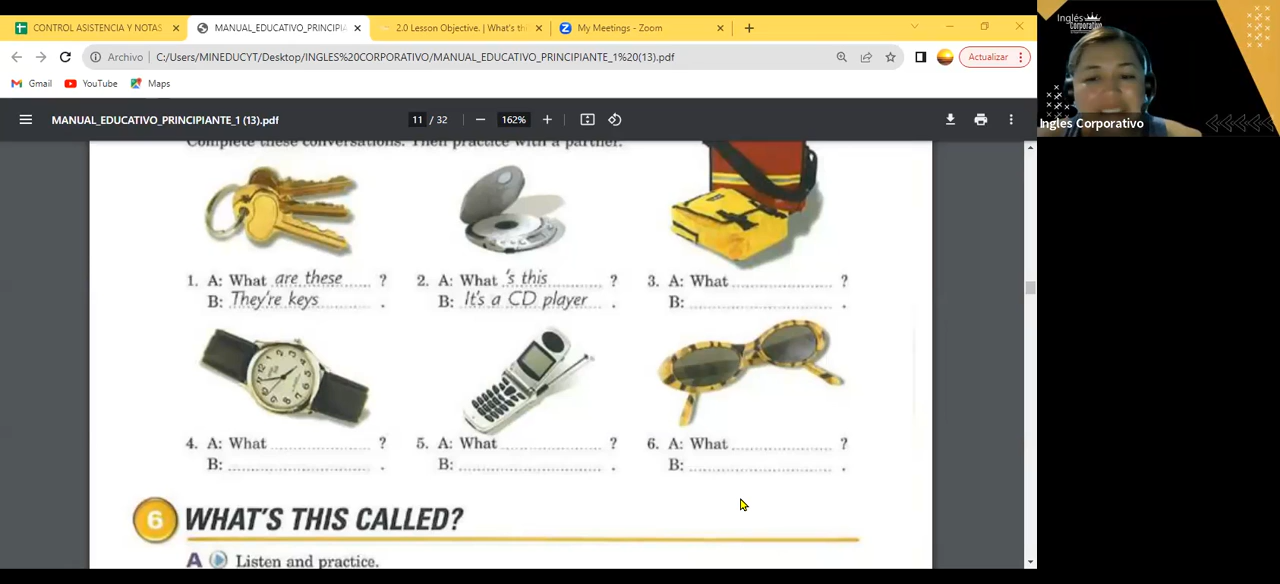 CONTROL ASISTENCIA Y NOTAS
MANUAL_EDUCATIVO_PRINCIPI
2.0 Lesson Objective. | What's th
My Meetings - Zoom
Archivo
C:/Users/MINEDUCYT/Desktop/INGLES%20CORPORATIVO/MANUAL_EDUCATIVO_PRINCIPIANTE_1%20(13).pdf
Actualizar
Gmail YouTube Maps
MANUAL_EDUCATIVO_PRINCIPIANTE_1 (13).pdf
11 / 32
162%
Inglés
Corporativo
Ingles Corporativo
Complete these conversations. Then practice with a partner.
1. A: What are these ?
B: They're keys .
2. A: What 's this ?
B: It's a CD player .
3. A: What ?
B: .
4. A: What ?
B: .
5. A: What ?
B: .
6. A: What ?
B: .
6 WHAT'S THIS CALLED?
A Listen and practice.